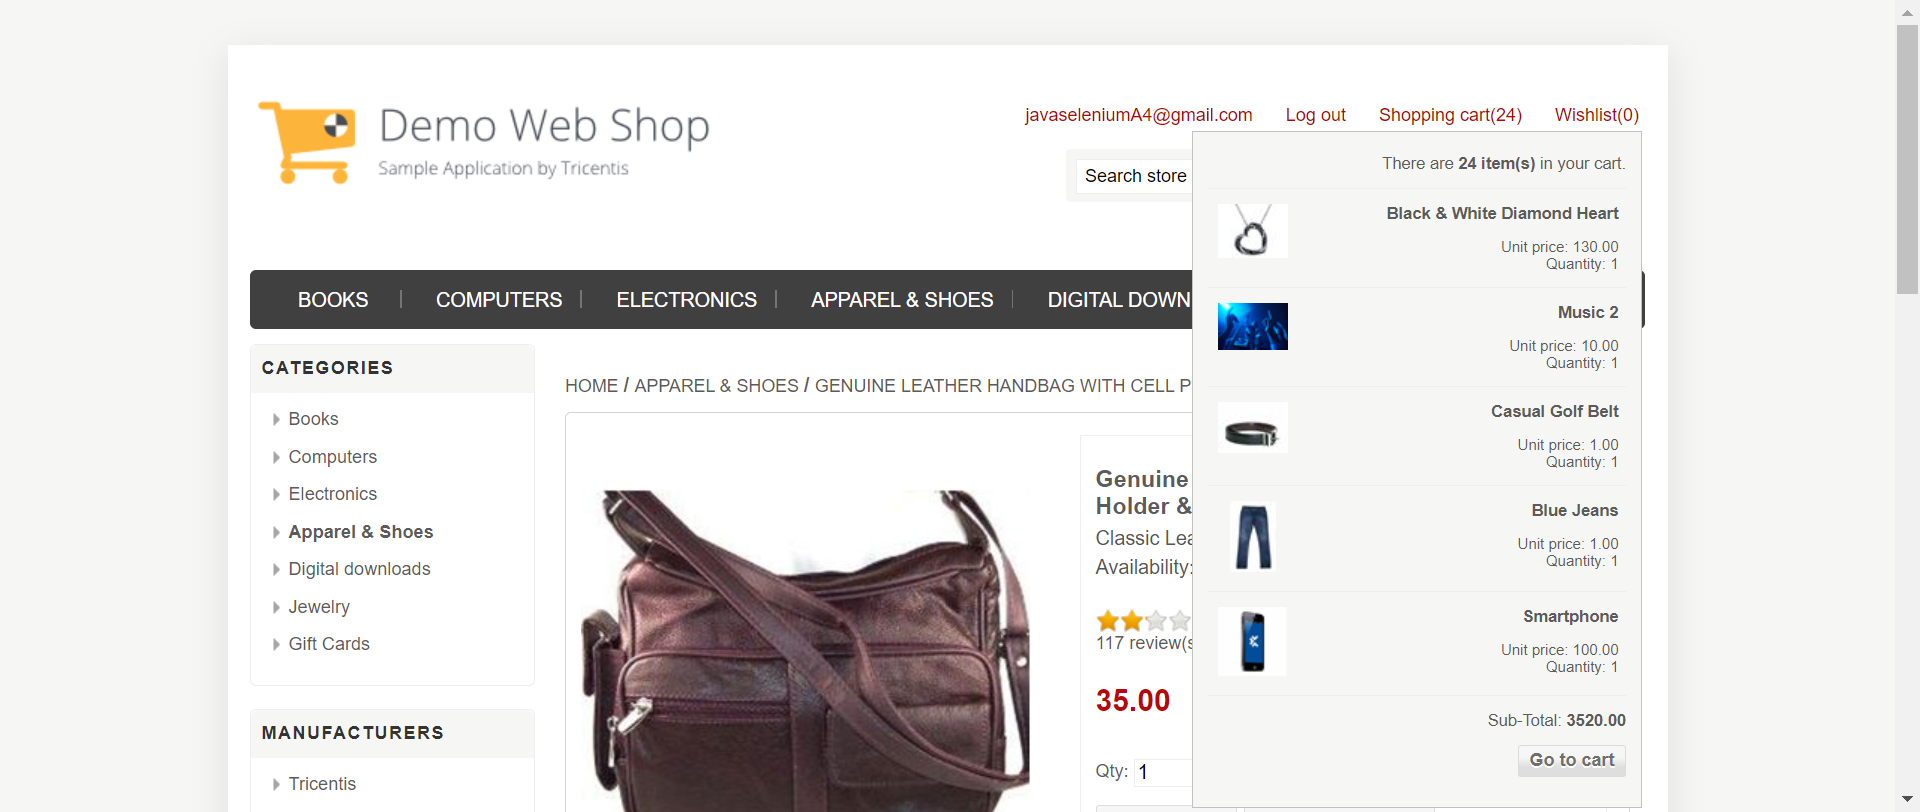 Demo Web Shop
Sample Application by Tricentis
javaseleniumA4@gmail.com Log out Shopping cart(24) Wishlist(0)
Search store
There are 24 item(s) in your cart.
Black & White Diamond Heart
Unit price: 130.00
Quantity: 1
Music 2
Unit price: 10.00
Quantity: 1
Casual Golf Belt
Unit price: 1.00
Quantity: 1
Blue Jeans
Unit price: 1.00
Quantity: 1
Smartphone
Unit price: 100.00
Quantity: 1
Sub-Total: 3520.00
Go to cart
BOOKS COMPUTERS ELECTRONICS APPAREL & SHOES DIGITAL DOWN
CATEGORIES
Books
Computers
Electronics
Apparel & Shoes
Digital downloads
Jewelry
Gift Cards
MANUFACTURERS
Tricentis
HOME / APPAREL & SHOES / GENUINE LEATHER HANDBAG WITH CELL P
Genuine
Holder &
Classic Lea
Availability:
117 review(s
35.00
Qty: 1